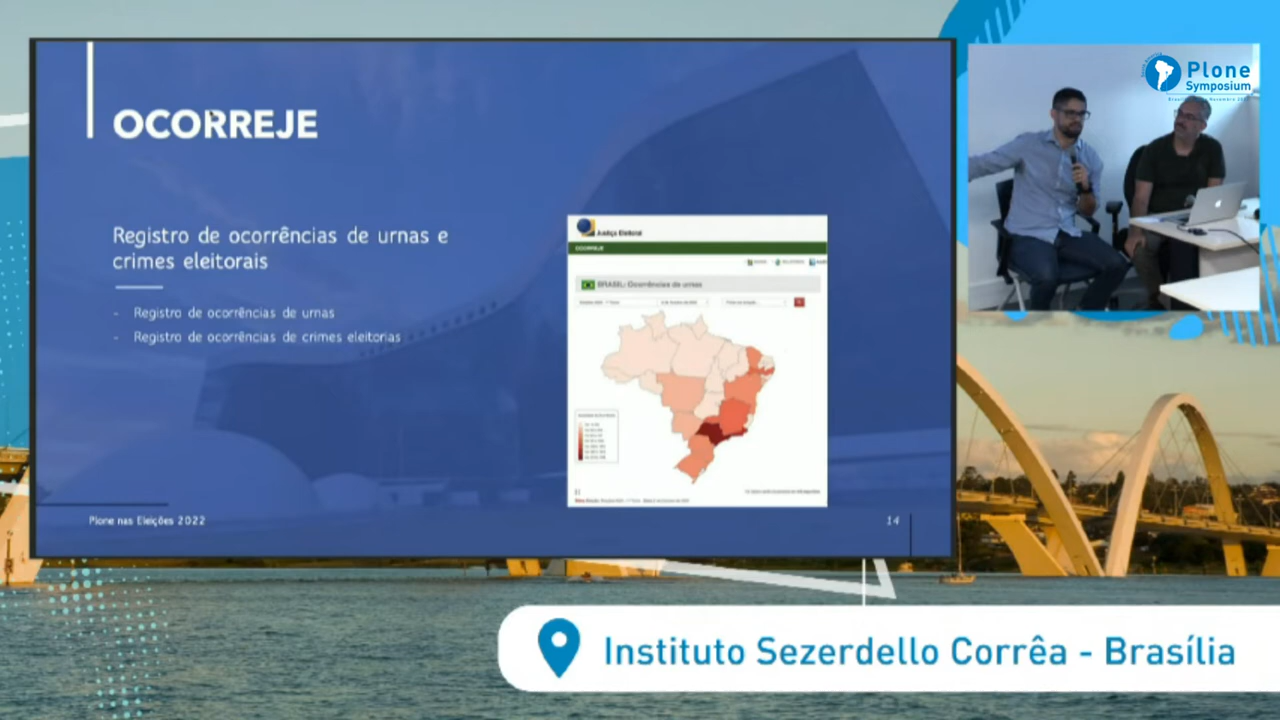 OCORREJE
Registro de ocorrências de urnas e
crimes eleitorais
- Registro de ocorrências de urnas
- Registro de ocorrências de crimes eleitorias
Plone nas Eleições 2022
14
Justiça Eleitoral
OCORREJE
BRASIL: Ocorrências de urnas
Plone
Symposium
Instituto Sezerdello Corrêa - Brasília